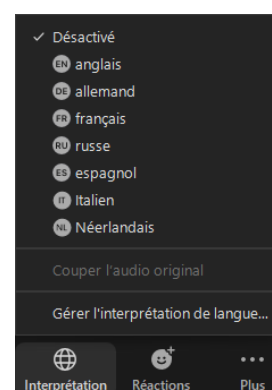 ✓ Désactivé
EN anglais
DE allemand
FR français
RU russe
ES espagnol
IT Italien
NL Néerlandais
Couper l'audio original
Gérer l'interprétation de langue...
Interprétation Réactions Plus